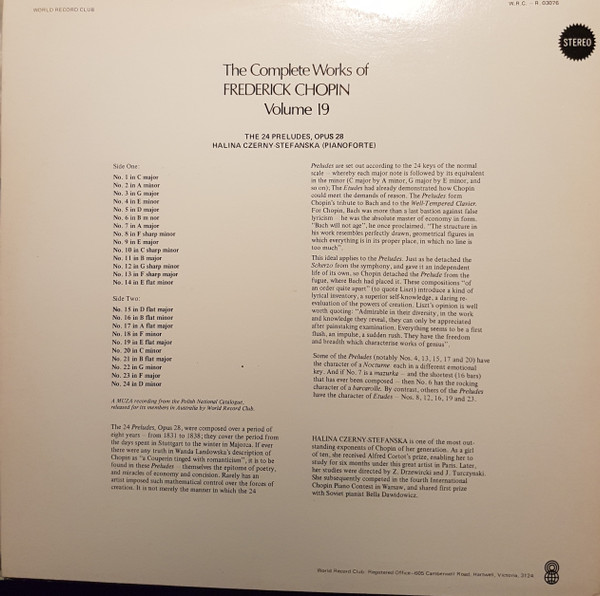 WORLD RECORD CLUB
W.R.C. - R. 03076
STEREO
The Complete Works of
FREDERICK CHOPIN
Volume 19
THE 24 PRELUDES, OPUS 28
HALINA CZERNY-STEFANSKA (PIANOFORTE)
Side One:
No. 1 in C major
No. 2 in A minor
No. 3 in G major
No. 4 in E minor
No. 5 in D major
No. 6 in B minor
No. 7 in A major
No. 8 in F sharp minor
No. 9 in E major
No. 10 in C sharp minor
No. 11 in B major
No. 12 in G sharp minor
No. 13 in F sharp major
No. 14 in E flat minor
Side Two:
No. 15 in D flat major
No. 16 in B flat minor
No. 17 in A flat major
No. 18 in F minor
No. 19 in E flat major
No. 20 in C minor
No. 21 in B flat major
No. 22 in G minor
No. 23 in F major
No. 24 in D minor
A MUZA recording from the Polish National Catalogue,
released for its members in Australia by World Record Club.
The 24 Preludes, Opus 28, were composed over a period of
eight years – from 1831 to 1838; they cover the period from
the days spent in Stuttgart to the winter in Majorca. If ever
there were any truth in Wanda Landowska's description of
Chopin as "a Couperin tinged with romanticism", it is to be
found in these Preludes – themselves the epitome of poetry,
and miracles of economy and concision. Rarely has an
artist imposed such mathematical control over the forces of
creation. It is not merely the manner in which the 24
Preludes are set out according to the 24 keys of the normal
scale – whereby each major note is followed by its equivalent
in the minor (C major by A minor, G major by E minor, and
so on); The Etudes had already demonstrated how Chopin
could meet the demands of reason. The Preludes form
Chopin's tribute to Bach and to the Well-Tempered Clavier.
For Chopin, Bach was more than a last bastion against false
lyricism – he was the absolute master of economy in form.
"Bach will not age", he once proclaimed. "The structure in
his work resembles perfectly drawn, geometrical figures in
which everything is in its proper place, in which no line is
too much".
This ideal applies to the Preludes. Just as he detached the
Scherzo from the symphony, and gave it an independent
life of its own, so Chopin detached the Prelude from the
fugue, where Bach had placed it. These compositions "of
an order quite apart" (to quote Liszt) introduce a kind of
lyrical inventory, a superior self-knowledge, a daring re-
evaluation of the powers of creation. Liszt's opinion is well
worth quoting: "Admirable in their diversity, in the work
and knowledge they reveal, they can only be appreciated
after painstaking examination. Everything seems to be a first
flush, an impulse, a sudden rush. They have the freedom
and breadth which characterise works of genius".
Some of the Preludes (notably Nos. 4, 13, 15, 17 and 20) have
the character of a Nocturne each in a different emotional
key. And if No. 7 is a mazurka – and the shortest (16 bars)
that has ever been composed – then No. 6 has the rocking
character of a barcarolle. By contrast, others of the Preludes
have the character of Etudes – Nos. 8, 12, 16, 19 and 23.
HALINA CZERNY-STEFANSKA is one of the most out-
standing exponents of Chopin of her generation. As a girl
of ten, she received Alfred Cortot's prize, enabling her to
study for six months under this great artist in Paris. Later,
her studies were directed by Z. Drzewircki and J. Turczynski.
She subsequently competed in the fourth International
Chopin Piano Contest in Warsaw, and shared first prize
with Soviet pianist Bella Dawidowicz.
World Record Club. Registered Office: 605 Camberwell Road, Hartwell, Victoria, 3124